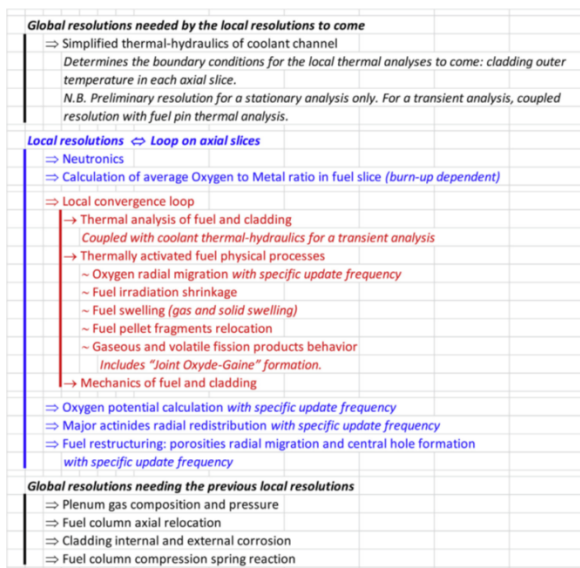 Global resolutions needed by the local resolutions to come
⇒ Simplified thermal-hydraulics of coolant channel
Determines the boundary conditions for the local thermal analyses to come: cladding outer
temperature in each axial slice.
N.B. Preliminary resolution for a stationary analysis only. For a transient analysis, coupled
resolution with fuel pin thermal analysis.
Local resolutions ⇔ Loop on axial slices
⇒ Neutronics
⇒ Calculation of average Oxygen to Metal ratio in fuel slice (burn-up dependent)
⇒ Local convergence loop
→ Thermal analysis of fuel and cladding
Coupled with coolant thermal-hydraulics for a transient analysis
→ Thermally activated fuel physical processes
~ Oxygen radial migration with specific update frequency
~ Fuel irradiation shrinkage
~ Fuel swelling (gas and solid swelling)
~ Fuel pellet fragments relocation
~ Gaseous and volatile fission products behavior
Includes “Joint Oxyde-Gaine” formation.
→ Mechanics of fuel and cladding
⇒ Oxygen potential calculation with specific update frequency
⇒ Major actinides radial redistribution with specific update frequency
⇒ Fuel restructuring: porosities radial migration and central hole formation
with specific update frequency
Global resolutions needing the previous local resolutions
⇒ Plenum gas composition and pressure
⇒ Fuel column axial relocation
⇒ Cladding internal and external corrosion
⇒ Fuel column compression spring reaction